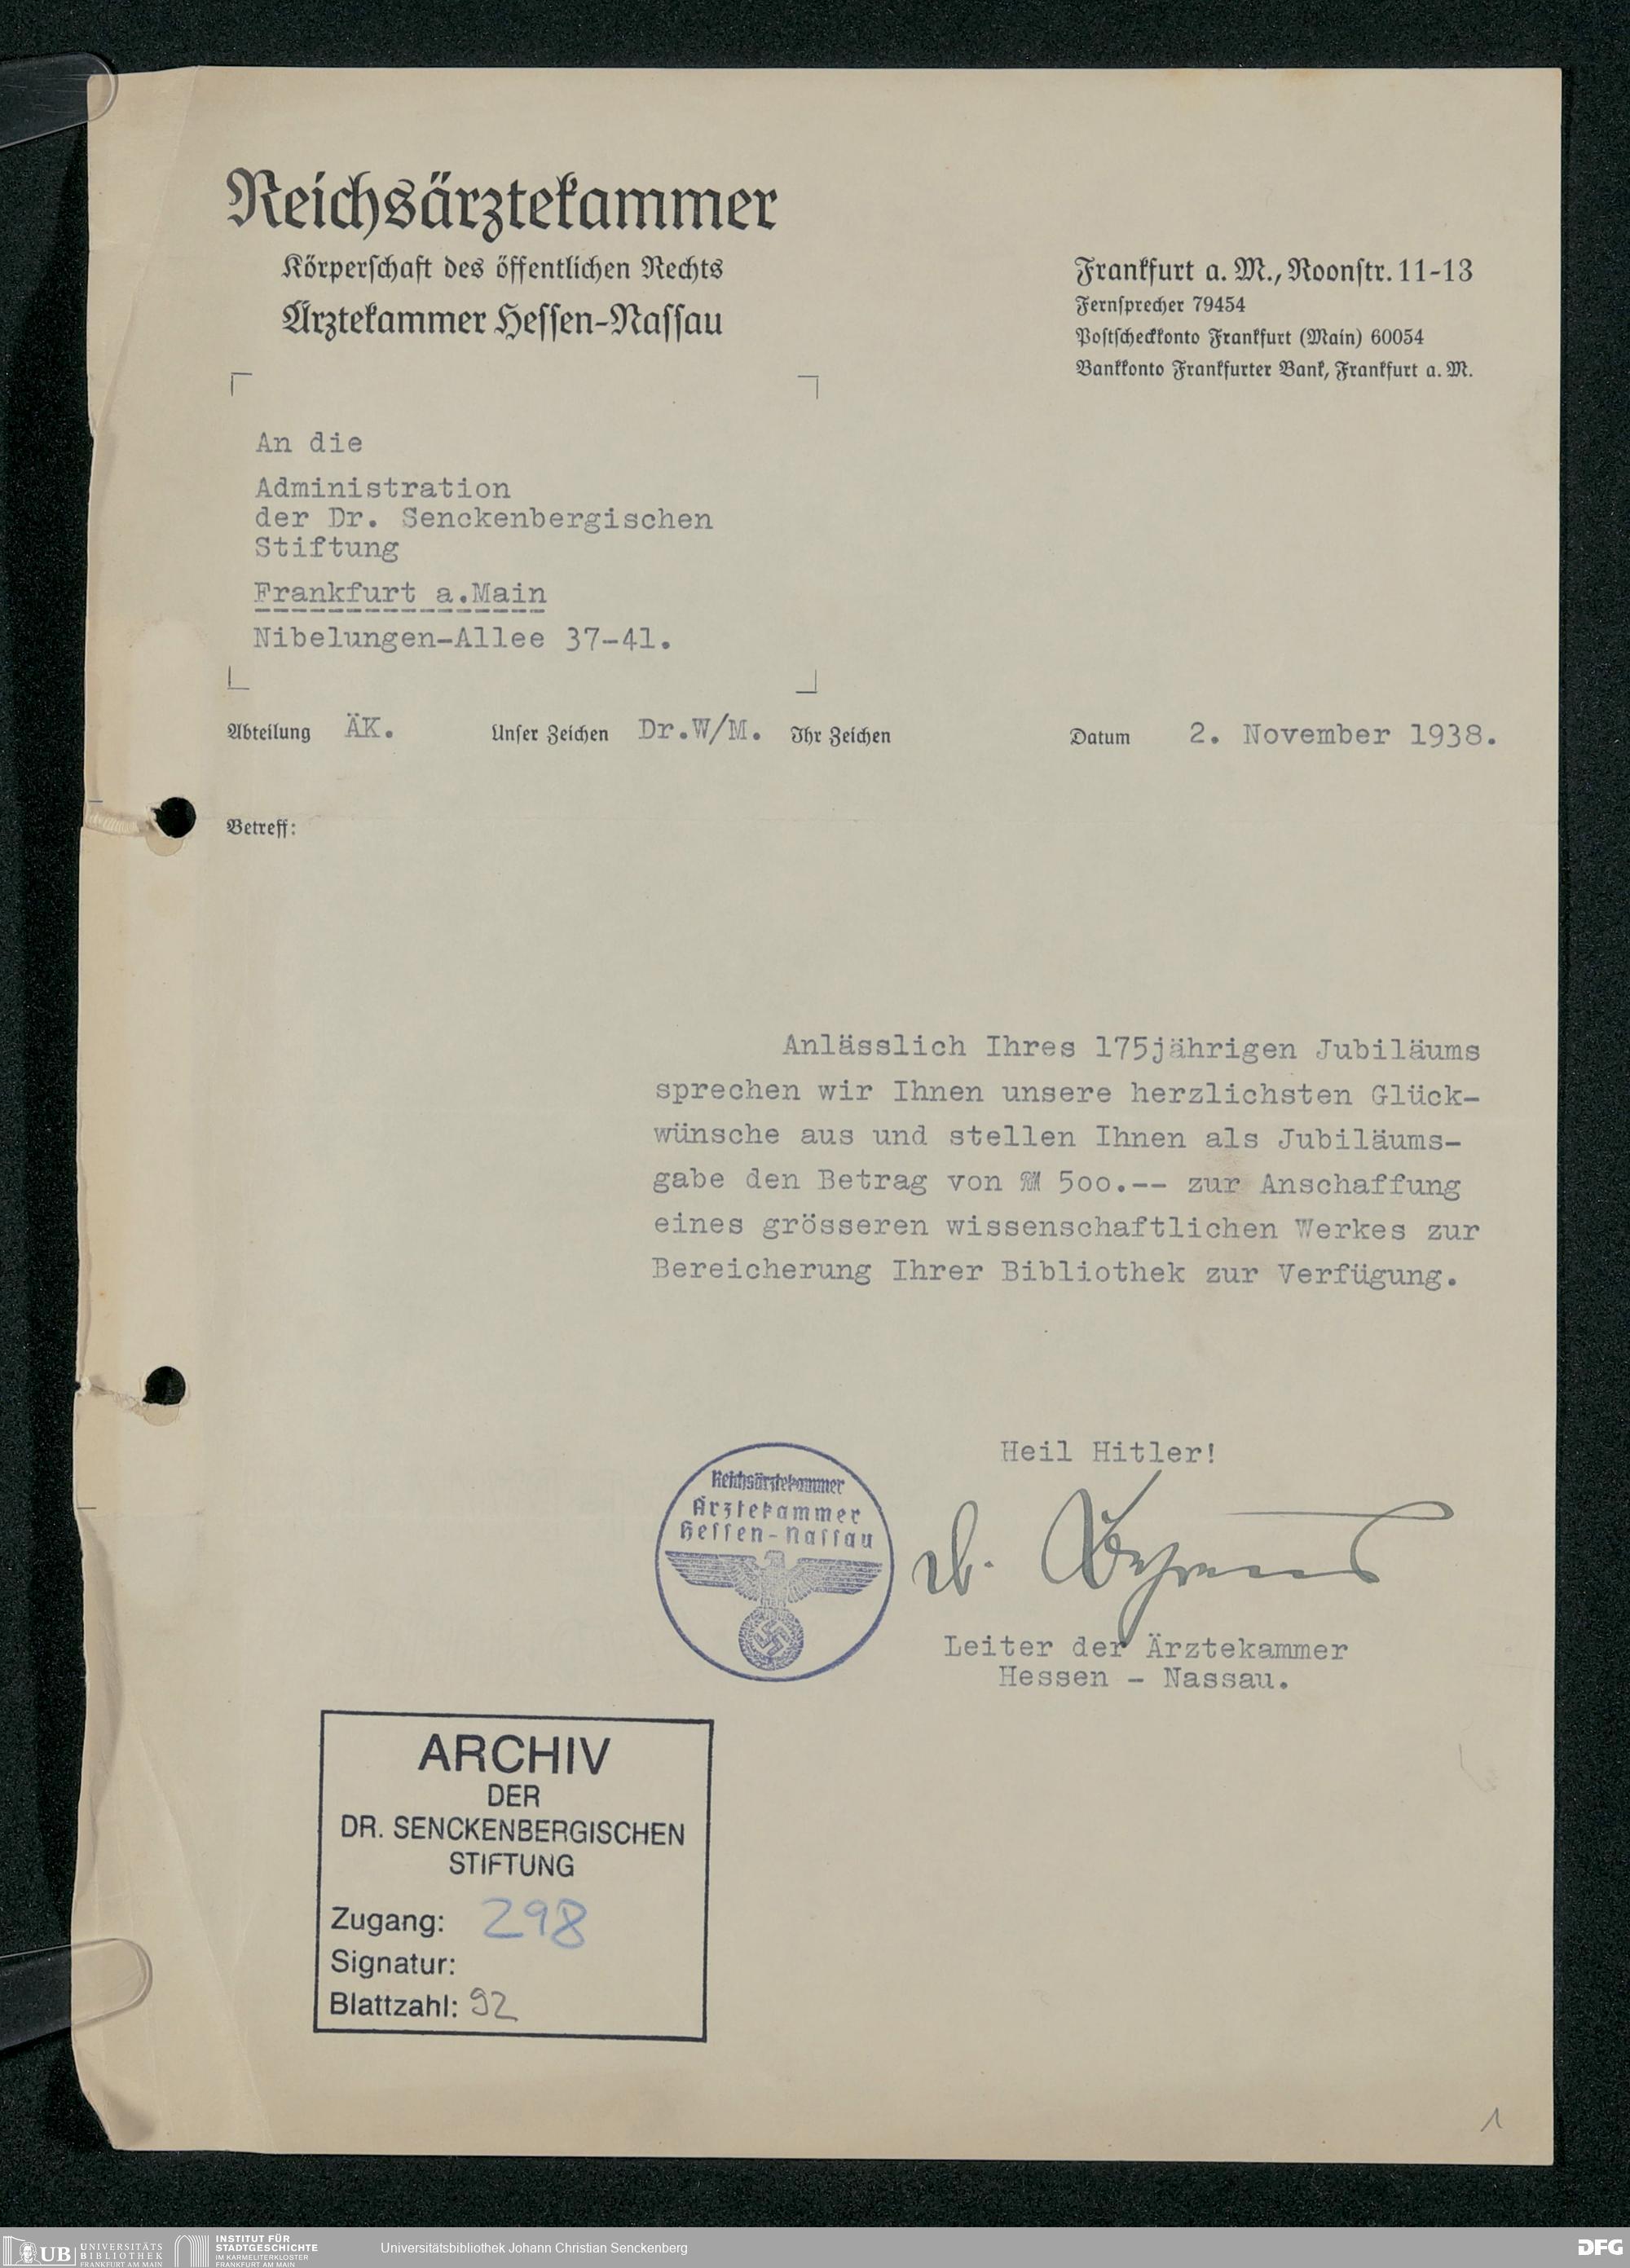 Reichsärztekammer
Körperschaft des öffentlichen Rechts
Ärztekammer Hessen-Nassau
Frankfurt a. M., Roonstr. 11-13
Fernsprecher 79454
Postscheckkonto Frankfurt (Main) 60054
Bankkonto Frankfurter Bank, Frankfurt a. M.
An die
Administration
der Dr. Senckenbergischen
Stiftung
Frankfurt a.Main
Nibelungen-Allee 37-41.
Abteilung ÄK. Unser Zeichen Dr.W/M. Ihr Zeichen Datum 2. November 1938.
Betreff:
Anlässlich Ihres 175jährigen Jubiläums
sprechen wir Ihnen unsere herzlichsten Glück-
wünsche aus und stellen Ihnen als Jubiläums-
gabe den Betrag von RM 5oo.-- zur Anschaffung
eines grösseren wissenschaftlichen Werkes zur
Bereicherung Ihrer Bibliothek zur Verfügung.
Heil Hitler!
Reichsärztekammer
Ärztekammer
Hessen-Nassau
Dr.
Leiter der Ärztekammer
Hessen - Nassau.
ARCHIV
DER
DR. SENCKENBERGISCHEN
STIFTUNG
Zugang: 298
Signatur:
Blattzahl: 92
1
UB UNIVERSITÄTS
BIBLIOTHEK
FRANKFURT AM MAIN
INSTITUT FÜR
STADTGESCHICHTE
IM KARMELITERKLOSTER
FRANKFURT AM MAIN
Universitätsbibliothek Johann Christian Senckenberg
DFG